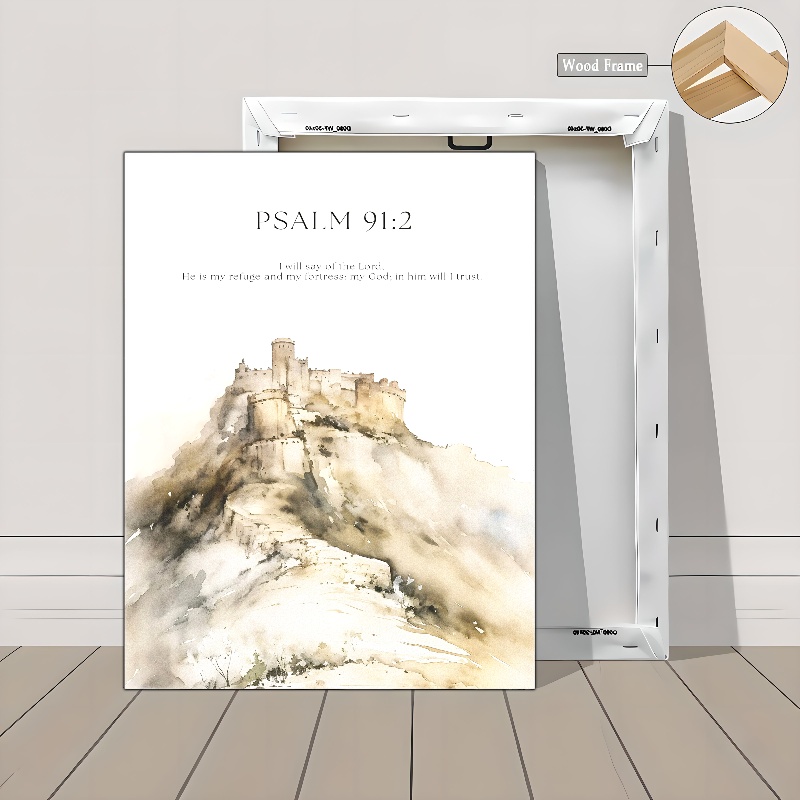 Wood Frame
PSALM 91:2
I will say of the Lord,
He is my refuge and my fortress: my God; in him will I trust.